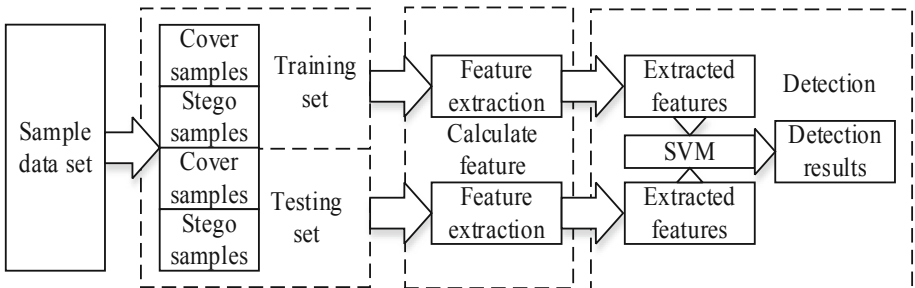 Sample
data set
Cover
samples
Stego
samples
Training
set
Cover
samples
Stego
samples
Testing
set
Feature
extraction
Calculate
feature
Feature
extraction
Extracted
features
Detection
SVM
Detection
results
Extracted
features